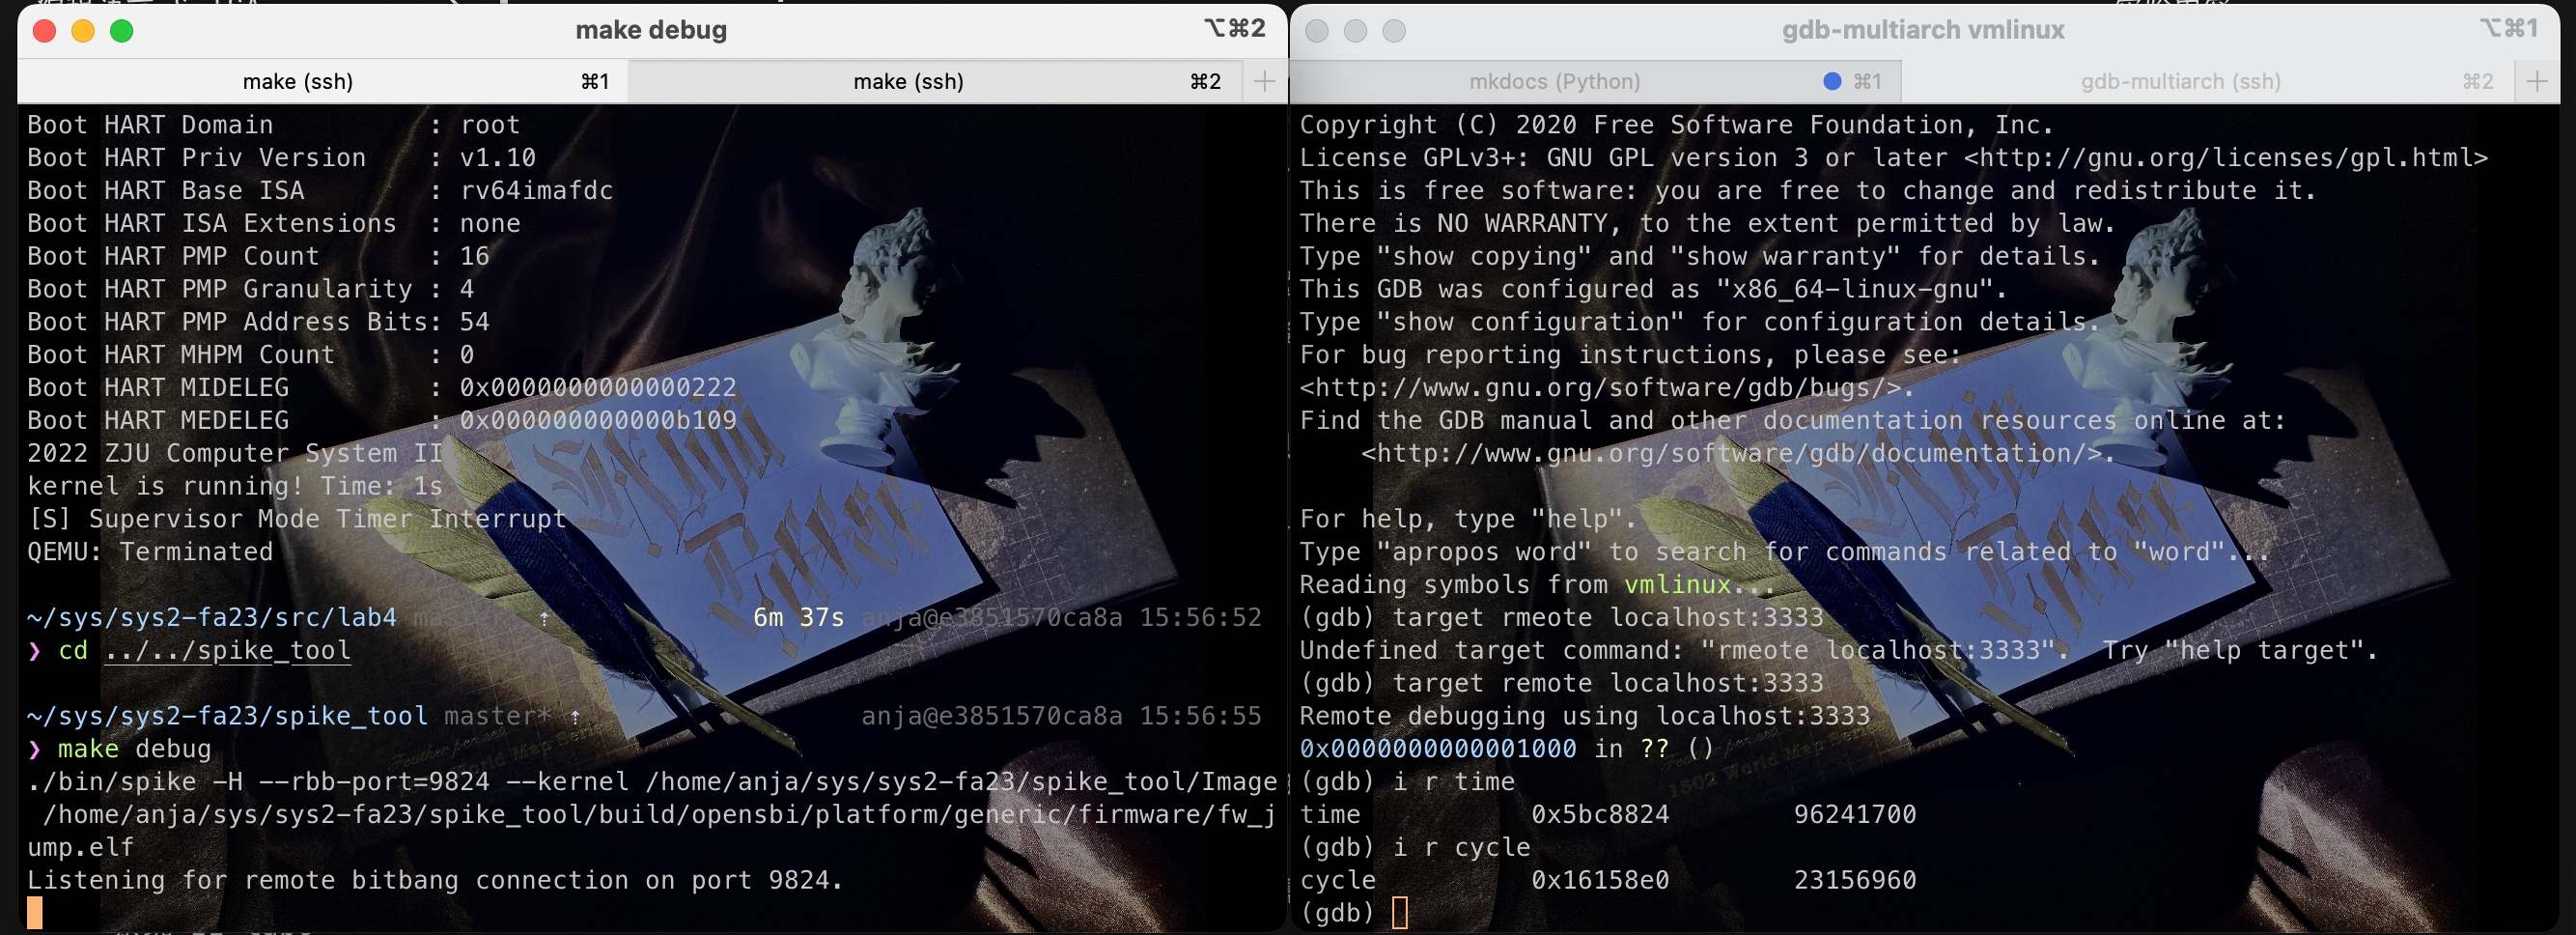 make debug
⌥⌘2
make (ssh) ⌘1
make (ssh) ⌘2
Boot HART Domain : root
Boot HART Priv Version : v1.10
Boot HART Base ISA : rv64imafdc
Boot HART ISA Extensions : none
Boot HART PMP Count : 16
Boot HART PMP Granularity : 4
Boot HART PMP Address Bits: 54
Boot HART MHPM Count : 0
Boot HART MIDELEG : 0x0000000000000222
Boot HART MEDELEG : 0x000000000000b109
2022 ZJU Computer System II
kernel is running! Time: 1s
[S] Supervisor Mode Timer Interrupt
QEMU: Terminated
~/sys/sys2-fa23/src/lab4 ⇡ 6m 37s anja@e3851570ca8a 15:56:52
❯ cd ../../spike_tool
~/sys/sys2-fa23/spike_tool master* ⇡ anja@e3851570ca8a 15:56:55
❯ make debug
./bin/spike -H --rbb-port=9824 --kernel /home/anja/sys/sys2-fa23/spike_tool/Image
/home/anja/sys/sys2-fa23/spike_tool/build/opensbi/platform/generic/firmware/fw_j
ump.elf
Listening for remote bitbang connection on port 9824.
gdb-multiarch vmlinux
⌥⌘1
mkdocs (Python) ⌘1
gdb-multiarch (ssh) ⌘2
Copyright (C) 2020 Free Software Foundation, Inc.
License GPLv3+: GNU GPL version 3 or later <http://gnu.org/licenses/gpl.html>
This is free software: you are free to change and redistribute it.
There is NO WARRANTY, to the extent permitted by law.
Type "show copying" and "show warranty" for details.
This GDB was configured as "x86_64-linux-gnu".
Type "show configuration" for configuration details.
For bug reporting instructions, please see:
<http://www.gnu.org/software/gdb/bugs/>.
Find the GDB manual and other documentation resources online at:
<http://www.gnu.org/software/gdb/documentation/>.
For help, type "help".
Type "apropos word" to search for commands related to "word"...
Reading symbols from vmlinux...
(gdb) target rmeote localhost:3333
Undefined target command: "rmeote localhost:3333".  Try "help target".
(gdb) target remote localhost:3333
Remote debugging using localhost:3333
0x0000000000001000 in ?? ()
(gdb) i r time
time 0x5bc8824 96241700
(gdb) i r cycle
cycle 0x16158e0 23156960
(gdb)